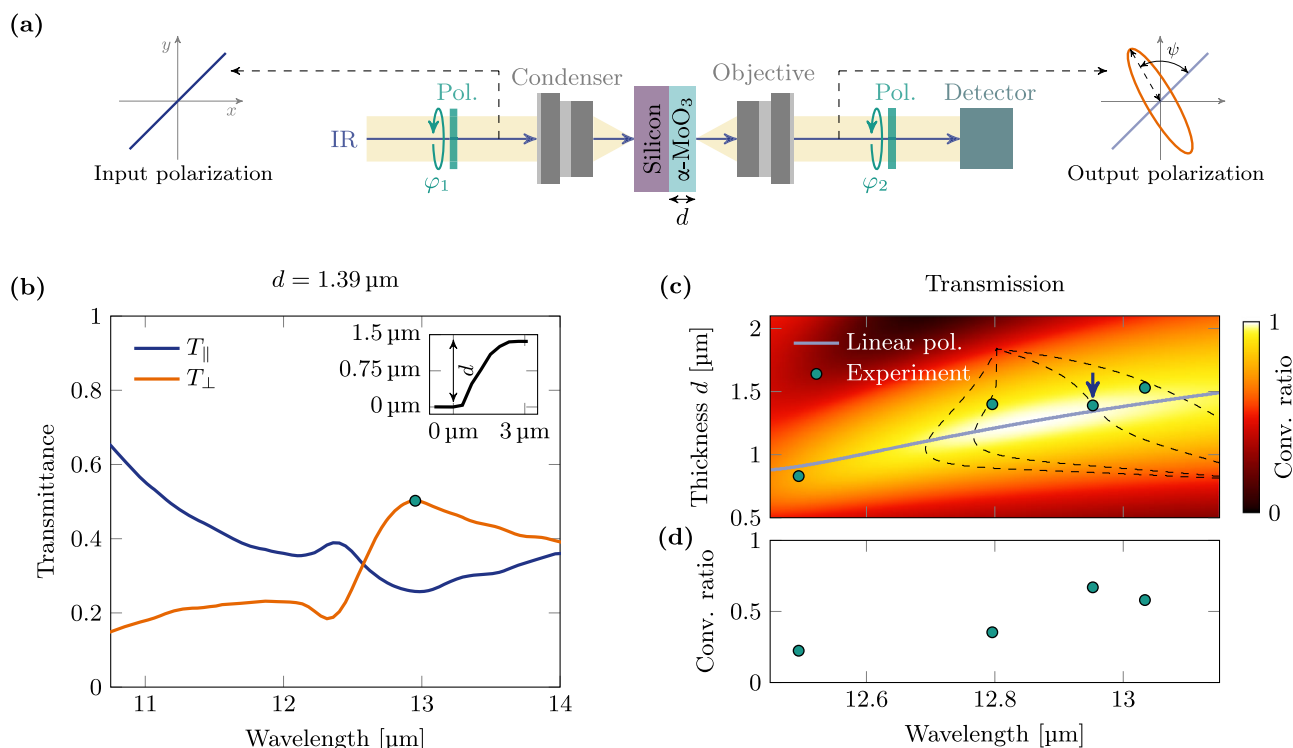 (a)
y
x
Input polarization
IR
Pol.
φ₁
Condenser
Silicon
α-MoO₃
d
Objective
Pol.
φ₂
Detector
ψ
Output polarization
(b)
d = 1.39 μm
Transmittance
1
0.8
0.6
0.4
0.2
0
T∥
T⊥
1.5 μm
0.75 μm
0 μm
d
0 μm
3 μm
11
12
13
14
Wavelength [μm]
(c)
Transmission
Thickness d [μm]
2
1.5
1
0.5
Linear pol.
Experiment
1
0
Conv. ratio
(d)
Conv. ratio
1
0.5
0
12.6
12.8
13
Wavelength [μm]